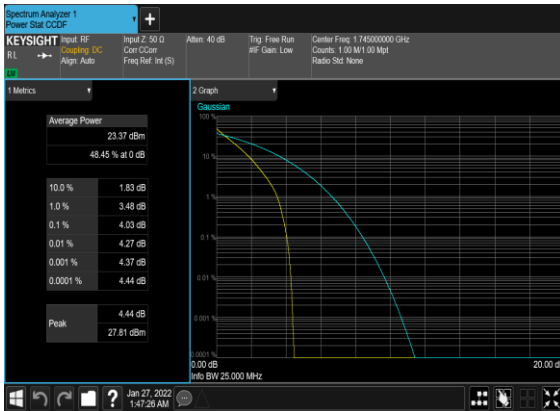 Spectrum Analyzer 1
Power Stat CCDF
KEYSIGHT
RL
LW
Input: RF
Coupling: DC
Align: Auto
Input Z: 50 Ω
Corr CCorr
Freq Ref: Int (S)
Atten: 40 dB
Trig: Free Run
#IF Gain: Low
Center Freq: 1.745000000 GHz
Counts: 1.00 M/1.00 Mpt
Radio Std: None
1 Metrics
Average Power
23.37 dBm
48.45 % at 0 dB
10.0 % 1.83 dB
1.0 % 3.48 dB
0.1 % 4.03 dB
0.01 % 4.27 dB
0.001 % 4.37 dB
0.0001 % 4.44 dB
Peak
4.44 dB
27.81 dBm
2 Graph
Gaussian
100 %
10 %
1 %
0.1 %
0.01 %
0.001 %
0.0001 %
0.00 dB
20.00 d
Info BW 25.000 MHz
Jan 27, 2022
1:47:26 AM